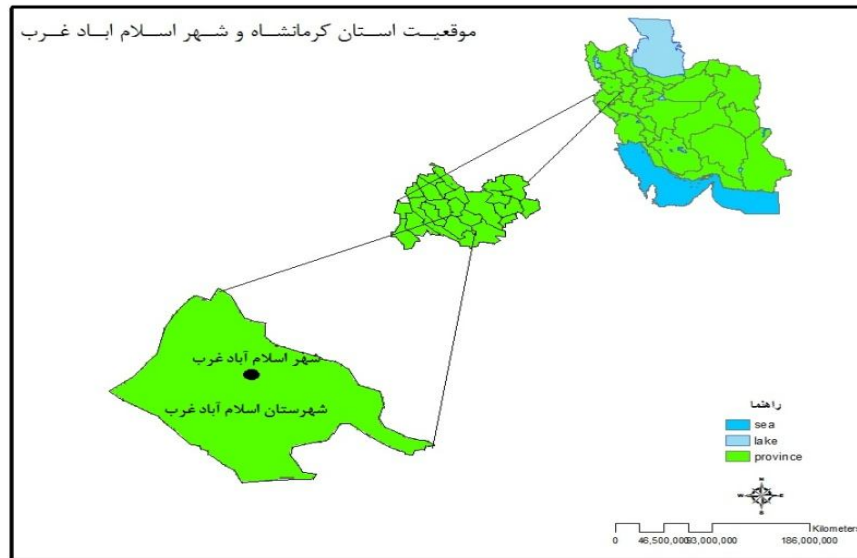 موقعیت استان کرمانشاه و شهر اسلام اباد غرب
شهر اسلام آباد غرب
شهرستان اسلام آباد غرب
راهنما
sea
lake
province
N
W E
S
Kilometers
0 46,500,000 93,000,000 186,000,000